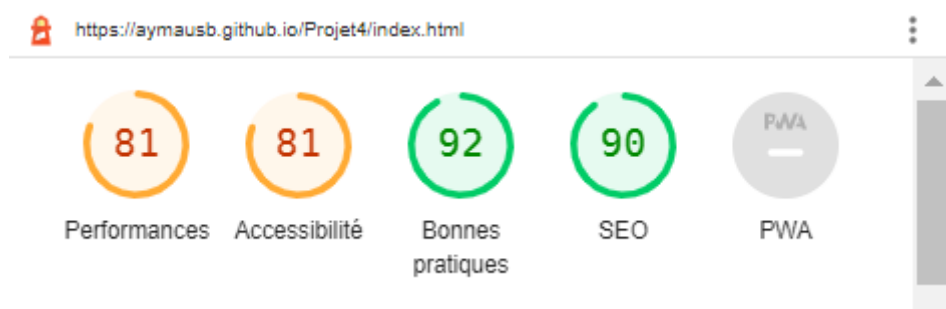 https://aymausb.github.io/Projet4/index.html
81 81 92 90 PWA
Performances Accessibilité Bonnes pratiques SEO PWA